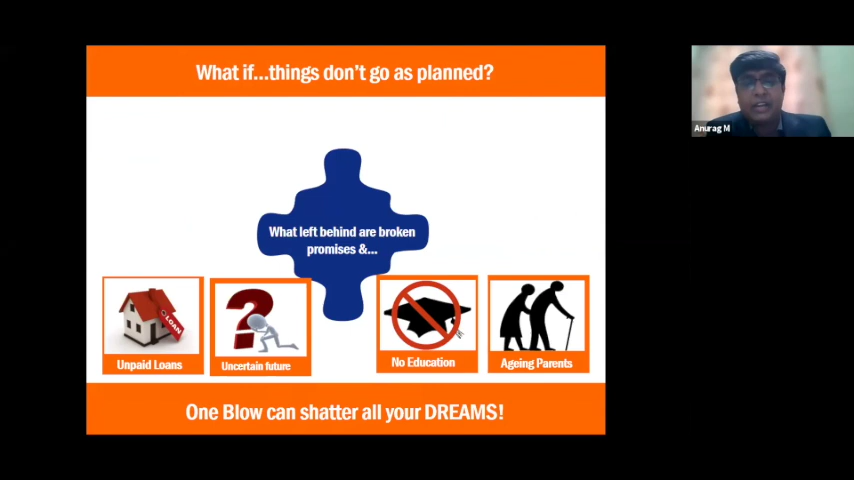 What if...things don't go as planned?
Anurag M
What left behind are broken
promises &...
LOAN
Unpaid Loans
Uncertain future
No Education
Ageing Parents
One Blow can shatter all your DREAMS!